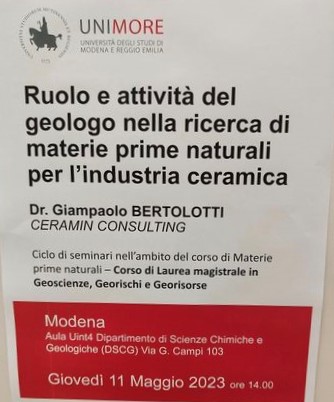 UNIMORE
UNIVERSITÀ DEGLI STUDI DI
MODENA E REGGIO EMILIA
1175
Ruolo e attività del
geologo nella ricerca di
materie prime naturali
per l'industria ceramica
Dr. Giampaolo BERTOLOTTI
CERAMIN CONSULTING
Ciclo di seminari nell'ambito del corso di Materie
prime naturali – Corso di Laurea magistrale in
Geoscienze, Georischi e Georisorse
Modena
Aula Uint4 Dipartimento di Scienze Chimiche e
Geologiche (DSCG) Via G. Campi 103
Giovedì 11 Maggio 2023 ore 14.00